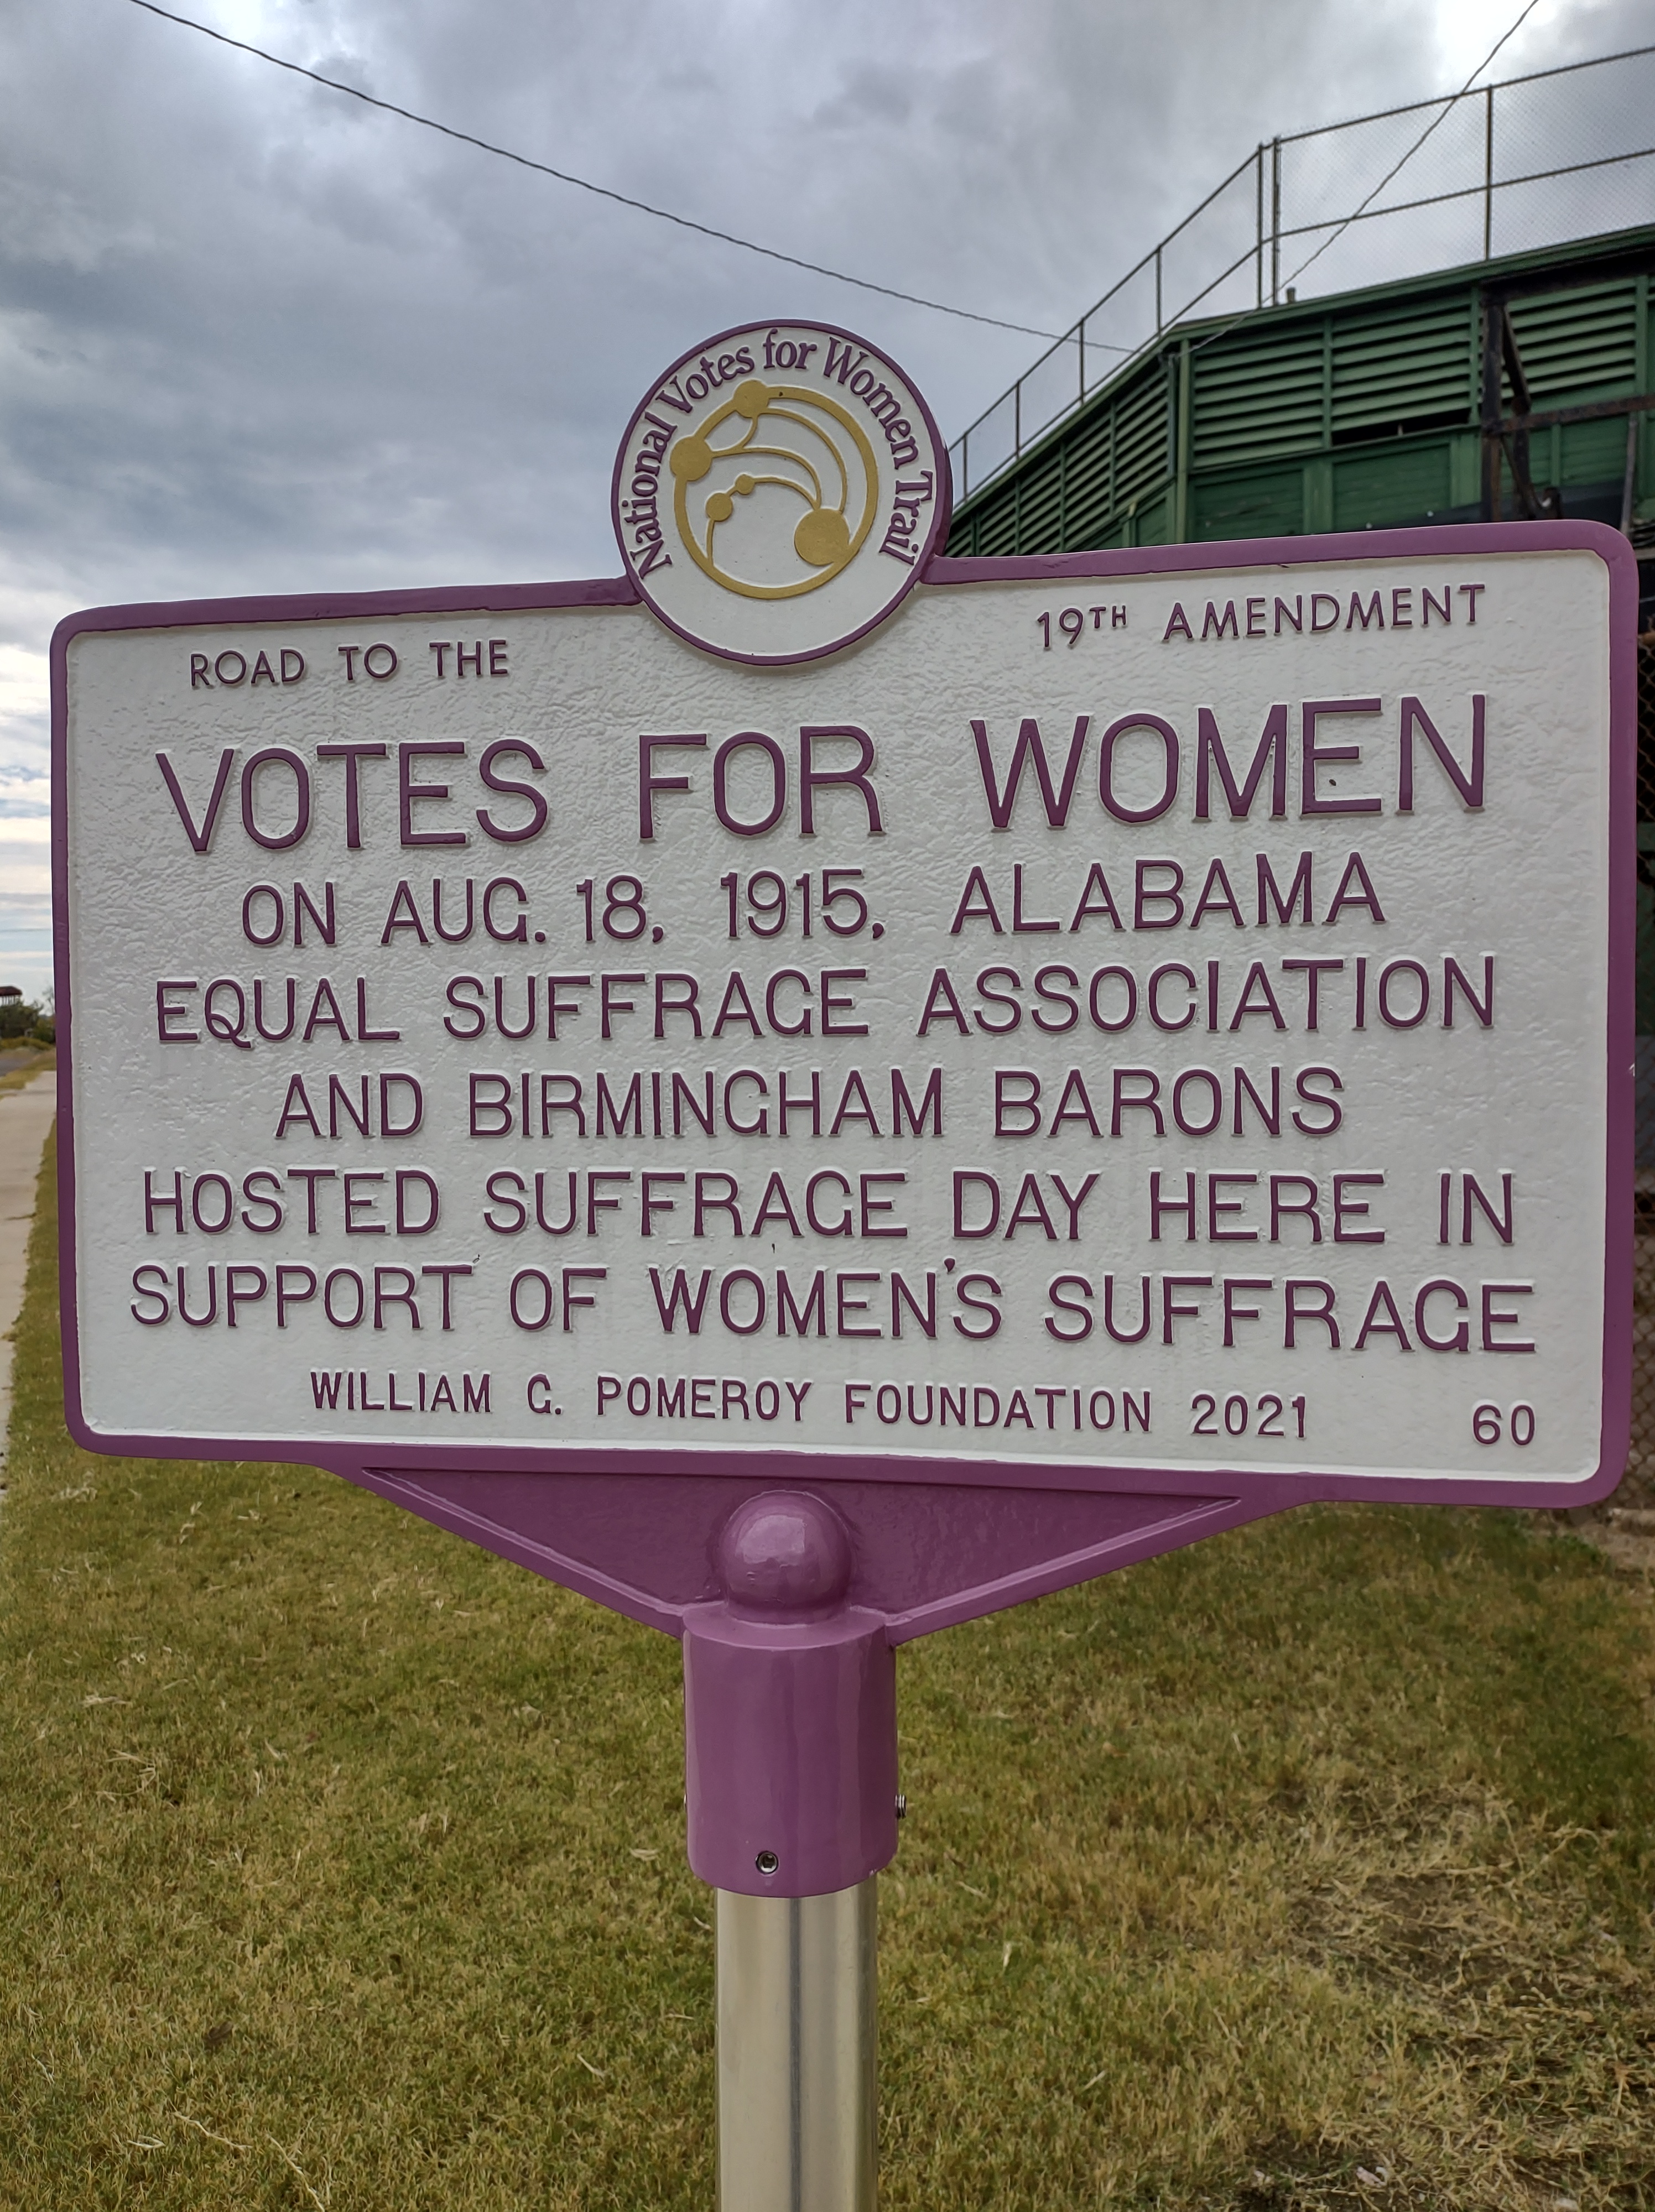 National Votes for Women Trail
ROAD TO THE 19TH AMENDMENT
VOTES FOR WOMEN
ON AUG. 18, 1915, ALABAMA
EQUAL SUFFRAGE ASSOCIATION
AND BIRMINGHAM BARONS
HOSTED SUFFRAGE DAY HERE IN
SUPPORT OF WOMEN'S SUFFRAGE
WILLIAM G. POMEROY FOUNDATION 2021 60